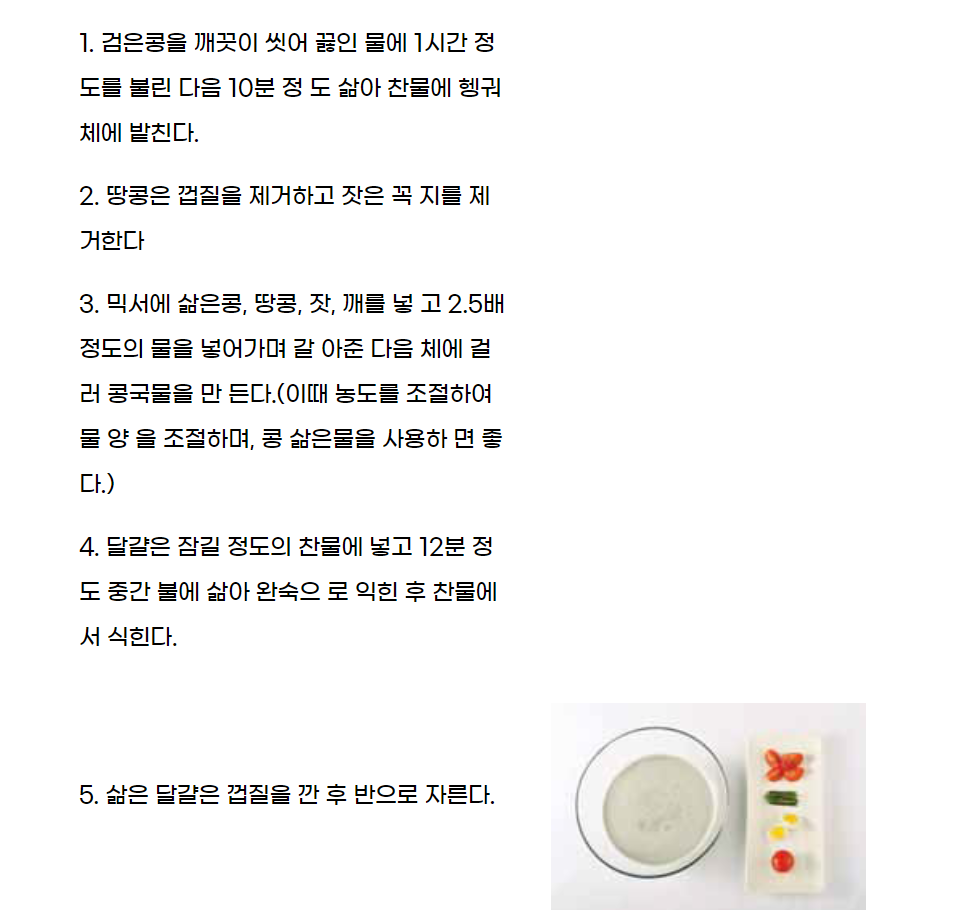 1. 검은콩을 깨끗이 씻어 끓인 물에 1시간 정
도를 불린 다음 10분 정 도 삶아 찬물에 헹궈
체에 밭친다.
2. 땅콩은 껍질을 제거하고 잣은 꼭 지를 제
거한다
3. 믹서에 삶은콩, 땅콩, 잣, 깨를 넣 고 2.5배
정도의 물을 넣어가며 갈 아준 다음 체에 걸
러 콩국물을 만 든다.(이때 농도를 조절하여
물 양 을 조절하며, 콩 삶은물을 사용하 면 좋
다.)
4. 달걀은 잠길 정도의 찬물에 넣고 12분 정
도 중간 불에 삶아 완숙으 로 익힌 후 찬물에
서 식힌다.
5. 삶은 달걀은 껍질을 깐 후 반으로 자른다.